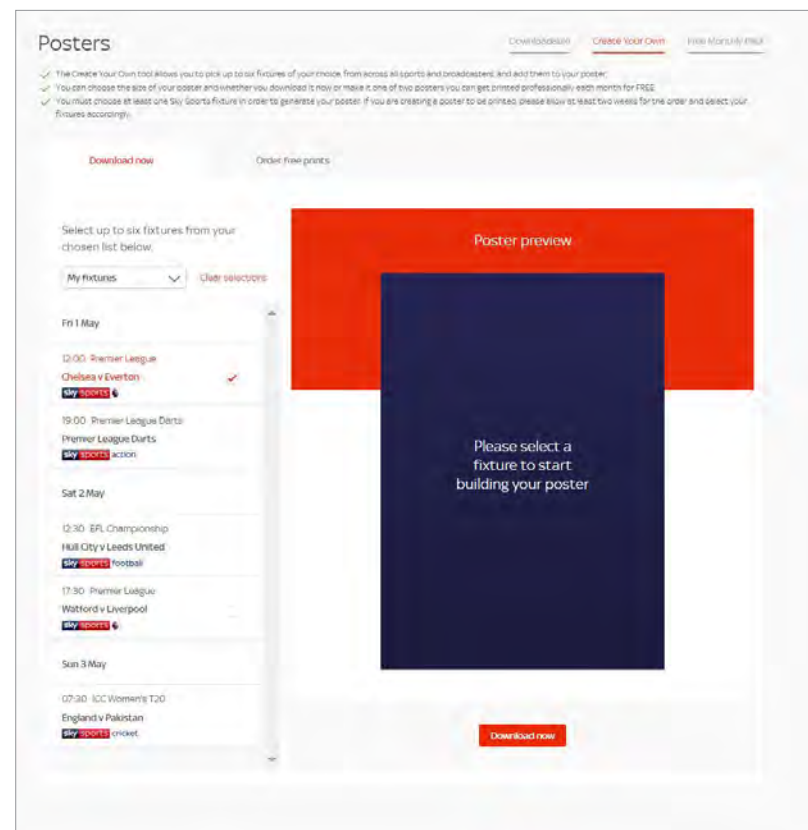 Posters
Downloadable Create Your Own Free Monthly Print
The Create Your Own tool allows you to pick up to six fixtures of your choice, from across all sports and broadcasters, and add them to your poster.
You can choose the size of your poster and whether you download it now or make it one of two posters you can get printed professionally each month for FREE
You must choose at least one Sky Sports fixture in order to generate your poster. If you are creating a poster to be printed, please allow at least two weeks for the order and select your
fixtures accordingly.
Download now Order free prints
Select up to six fixtures from your
chosen list below.
My fixtures Clear selections
Fri 1 May
12:00 Premier League
Chelsea v Everton
sky sports
19:00 Premier League Darts
Premier League Darts
sky sports action
Sat 2 May
12:30 EFL Championship
Hull City v Leeds United
sky sports football
17:30 Premier League
Watford v Liverpool
sky sports
Sun 3 May
07:30 ICC Women's T20
England v Pakistan
sky sports cricket
Poster preview
Please select a
fixture to start
building your poster
Download now